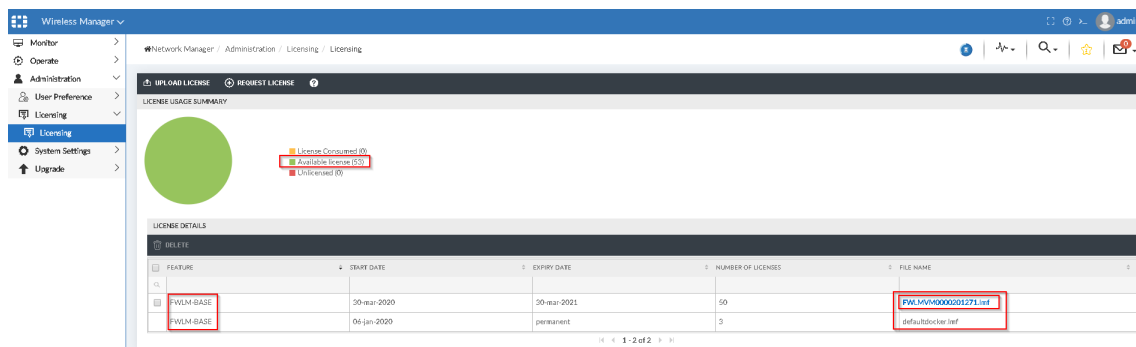 Wireless Manager
admi
Monitor
Operate
Administration
User Preference
Licensing
Licensing
System Settings
Upgrade
Network Manager / Administration / Licensing / Licensing
0
UPLOAD LICENSE REQUEST LICENSE ?
LICENSE USAGE SUMMARY
License Consumed (0)
Available license (53)
Unlicensed (0)
LICENSE DETAILS
DELETE
FEATURE START DATE EXPIRY DATE NUMBER OF LICENSES FILE NAME
FWLM-BASE 30-mar-2020 30-mar-2021 50 FWLMVM0000201271.lmf
FWLM-BASE 06-jan-2020 permanent 3 defaultdocker.lmf
1 - 2 of 2